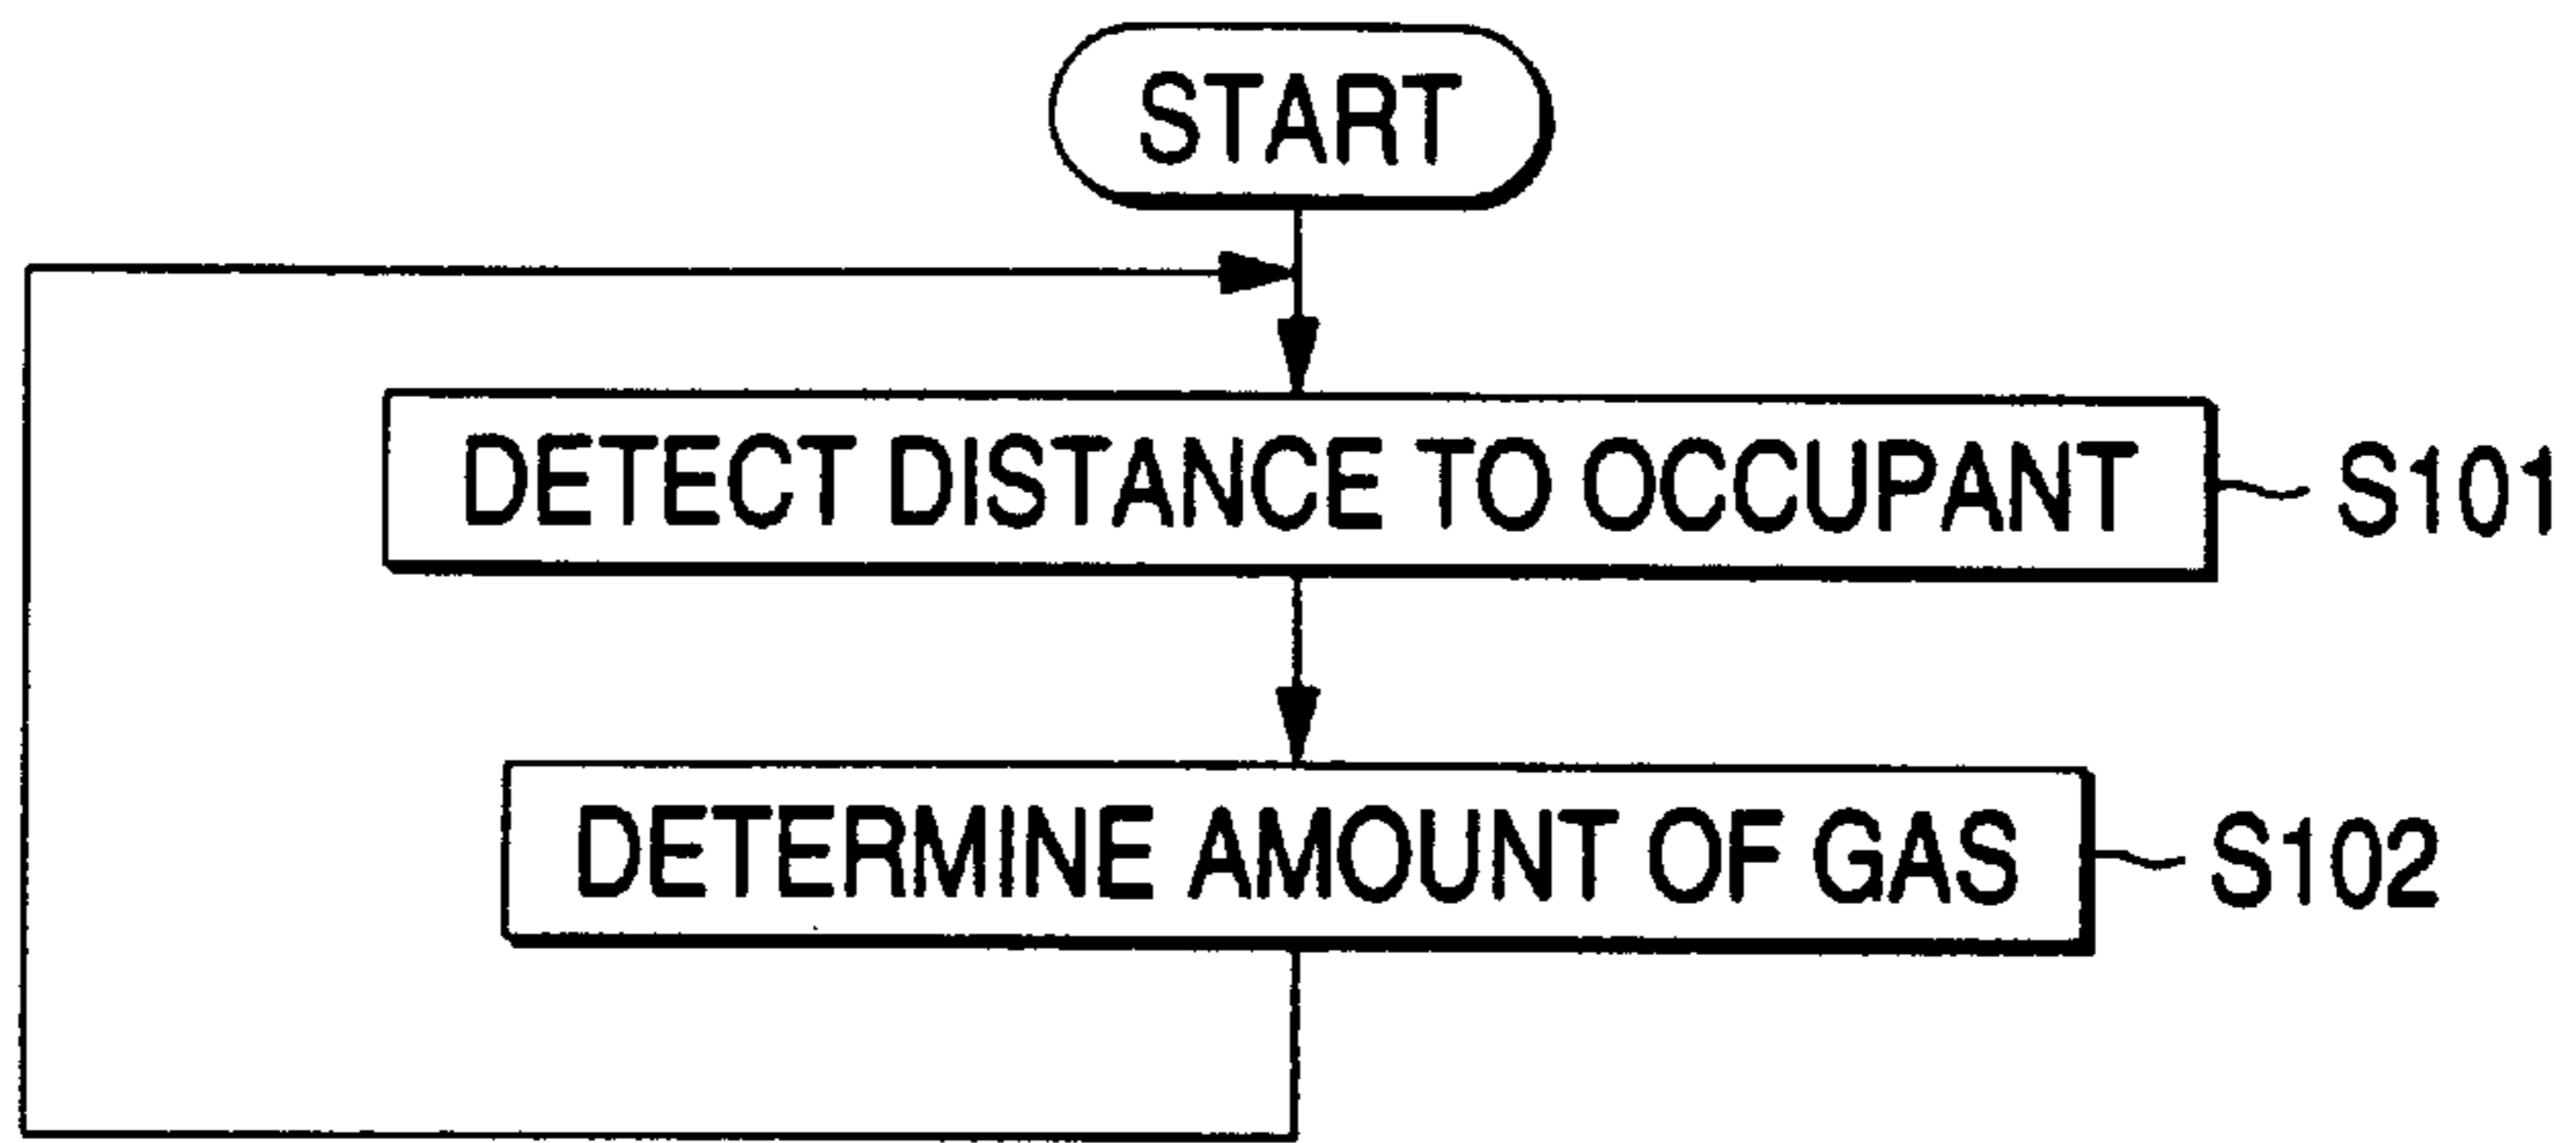 START
DETECT DISTANCE TO OCCUPANT
S101
DETERMINE AMOUNT OF GAS
S102